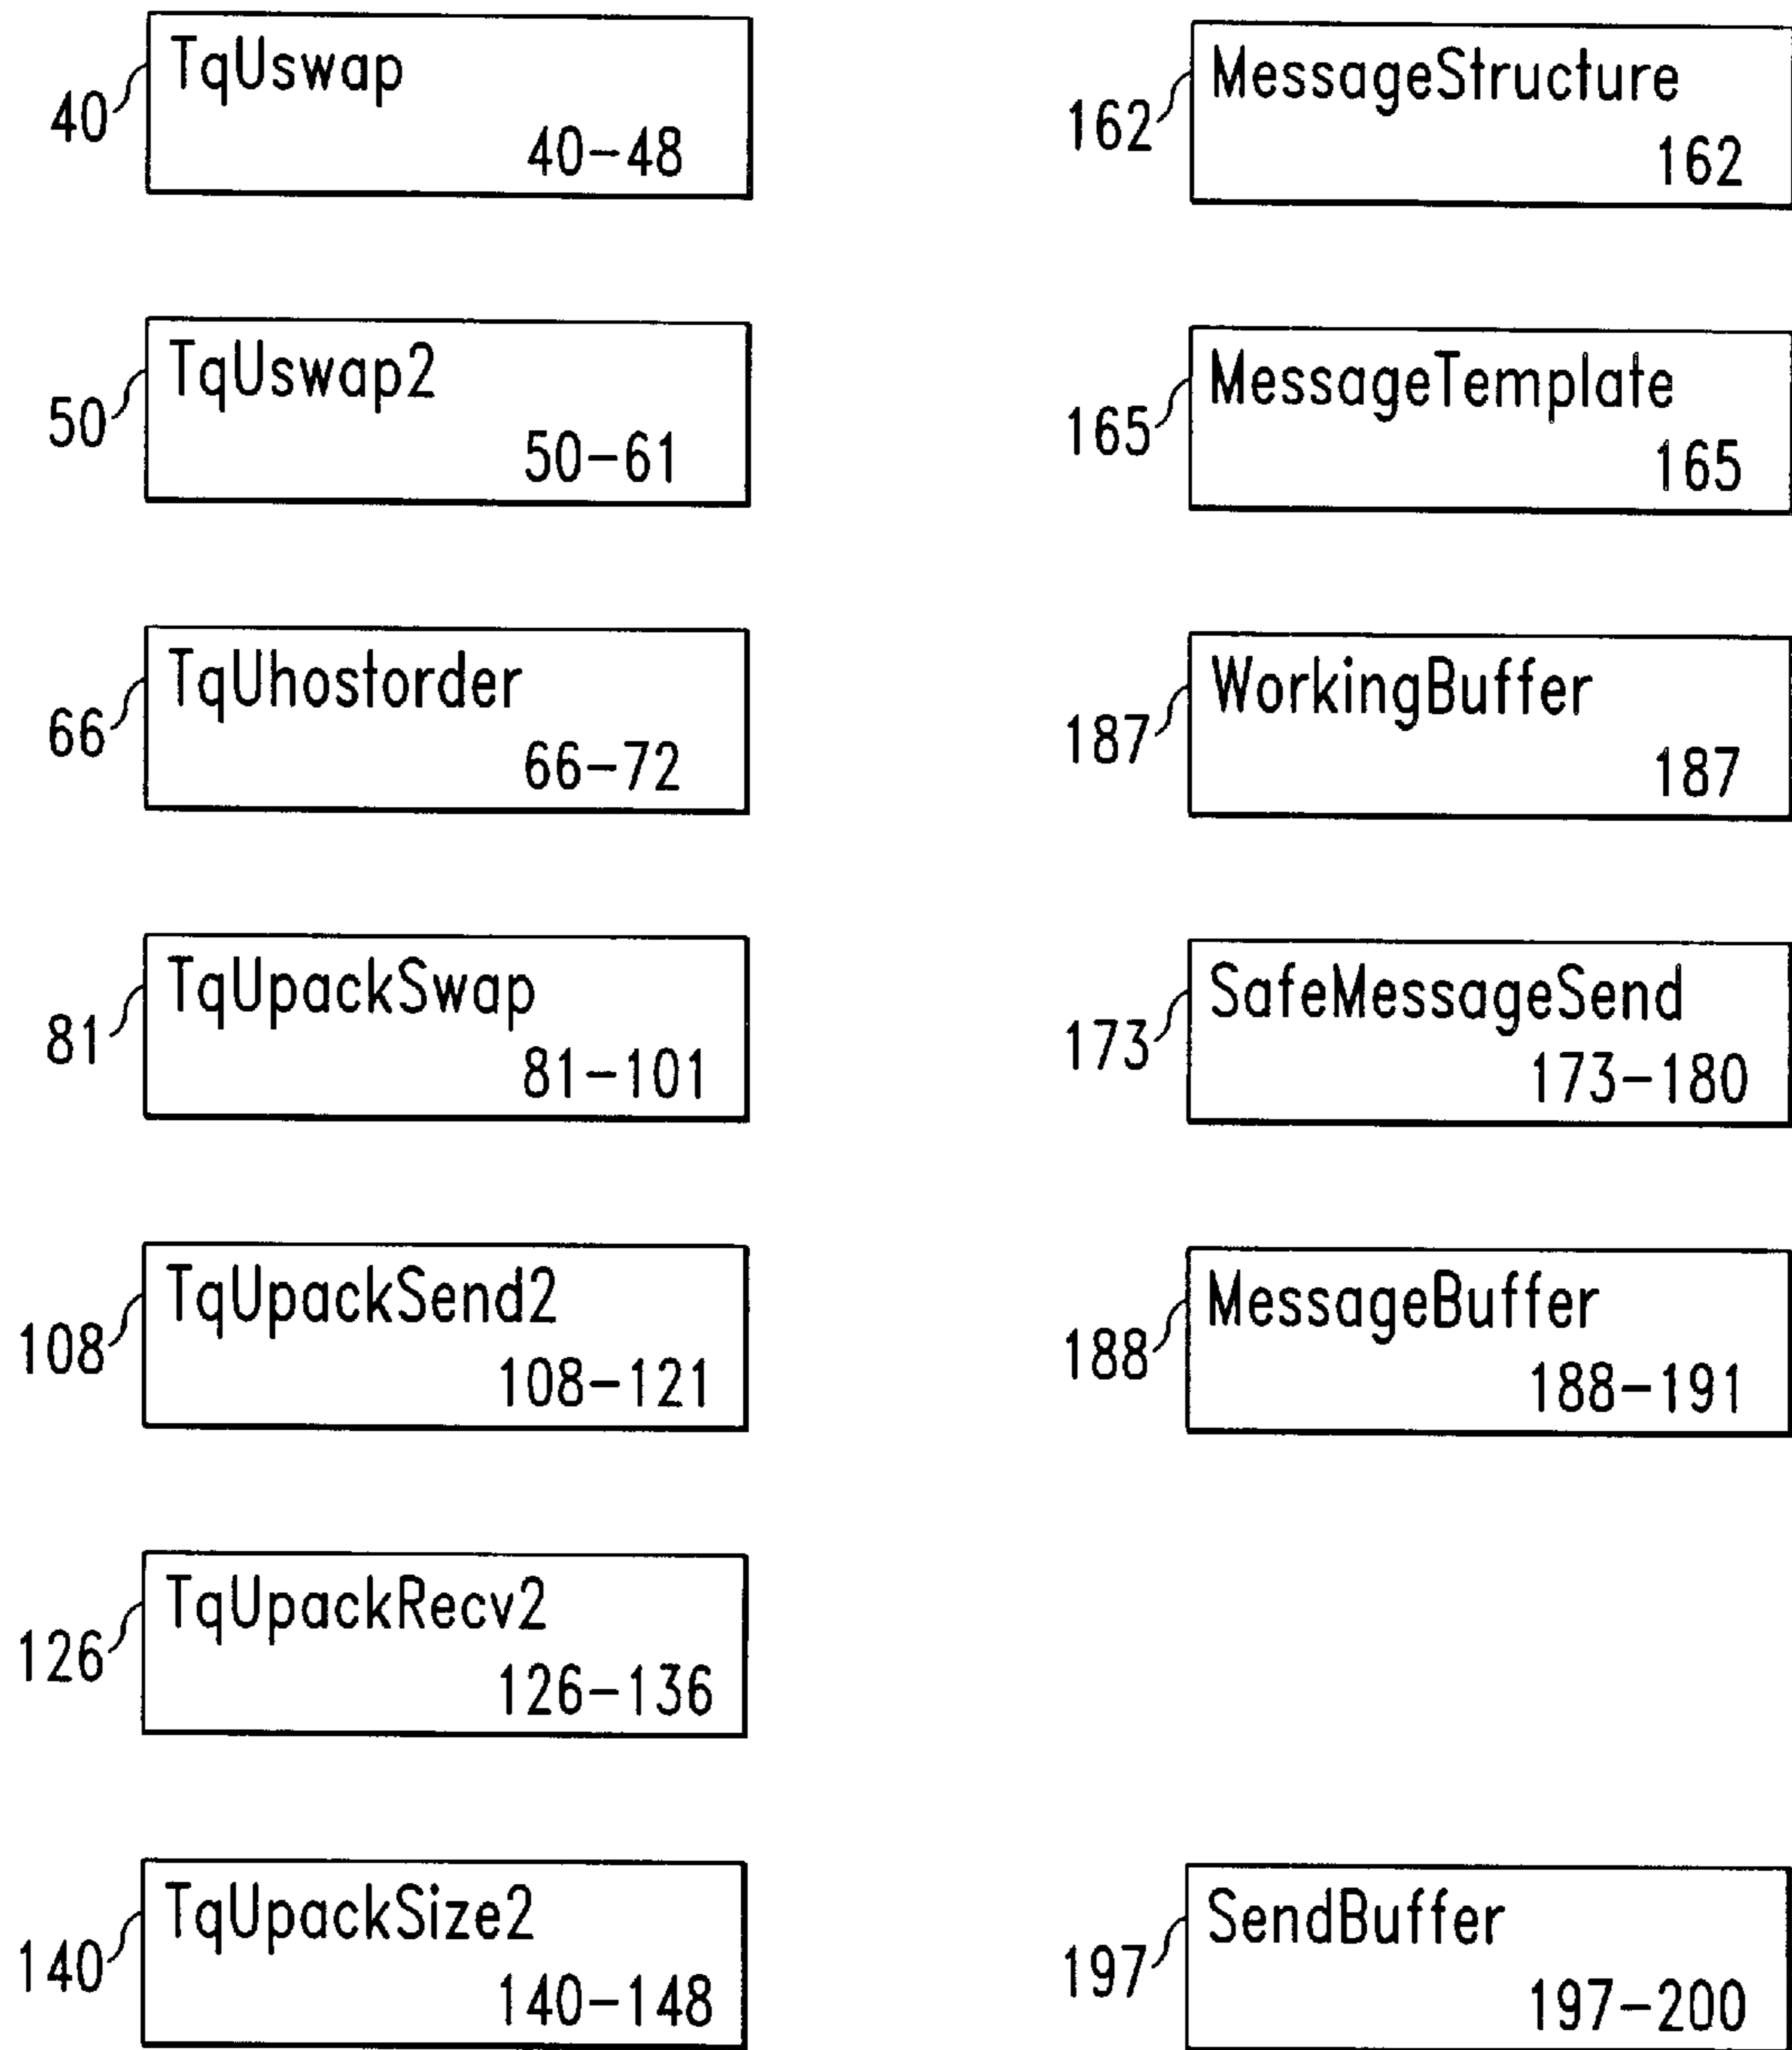 TqUswap
40
40-48
TqUswap2
50
50-61
TqUhostorder
66
66-72
TqUpackSwap
81
81-101
TqUpackSend2
108
108-121
TqUpackRecv2
126
126-136
TqUpackSize2
140
140-148
MessageStructure
162
162
MessageTemplate
165
165
WorkingBuffer
187
187
SafeMessageSend
173
173-180
MessageBuffer
188
188-191
SendBuffer
197
197-200